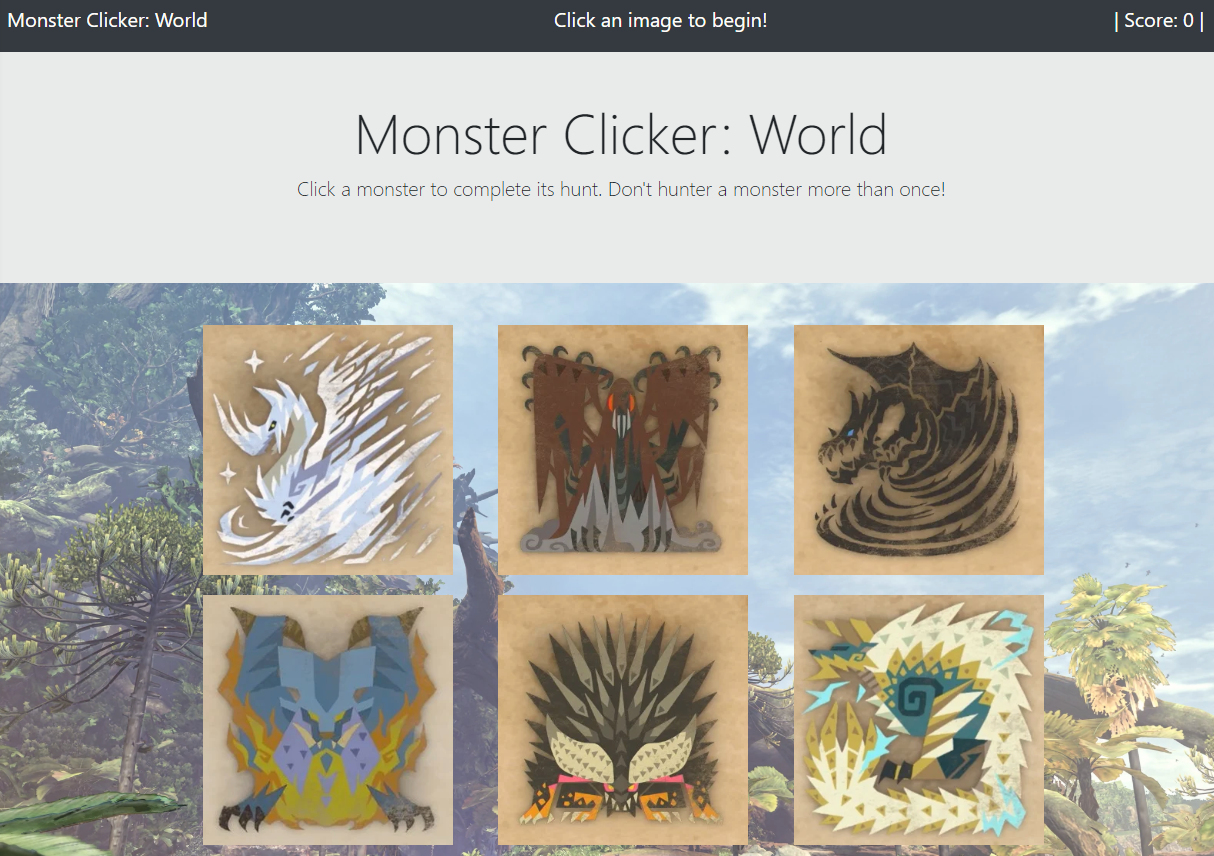 Monster Clicker: World
Click an image to begin!
| Score: 0 |
Monster Clicker: World
Click a monster to complete its hunt. Don't hunter a monster more than once!